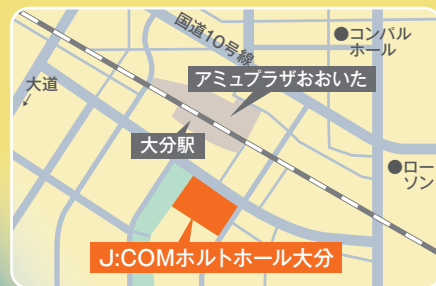 国道10号線
●コンパル
ホール
アミュプラザおおいた
大道
大分駅
●ロー
ソン
J:COMホルトホール大分